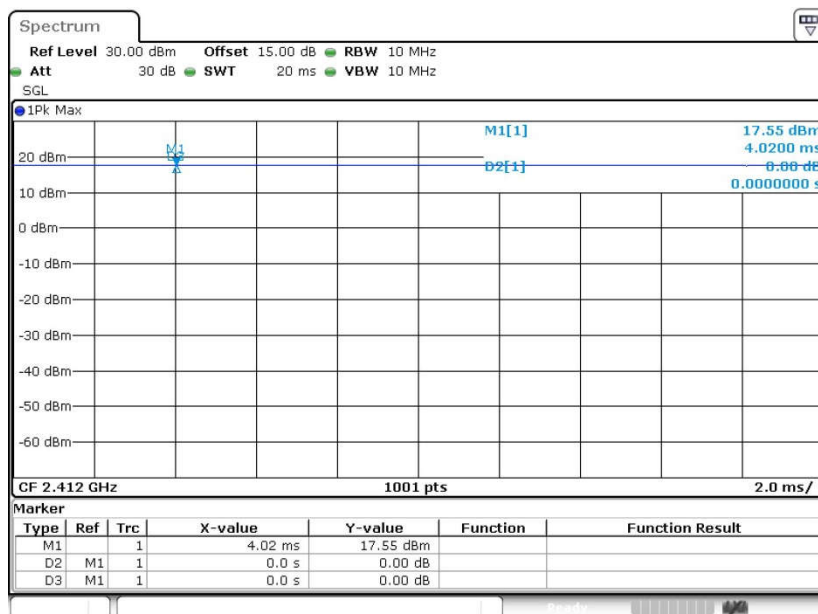 Spectrum
Ref Level 30.00 dBm Offset 15.00 dB RBW 10 MHz
Att 30 dB SWT 20 ms VBW 10 MHz
SGL
1Pk Max
M1[1] 17.55 dBm
4.0200 ms
D2[1] 0.00 dB
0.0000000 s
M1
20 dBm
10 dBm
0 dBm
-10 dBm
-20 dBm
-30 dBm
-40 dBm
-50 dBm
-60 dBm
CF 2.412 GHz 1001 pts 2.0 ms/
Marker
Type Ref Trc X-value Y-value Function Function Result
M1 1 4.02 ms 17.55 dBm
D2 M1 1 0.0 s 0.00 dB
D3 M1 1 0.0 s 0.00 dB
Ready